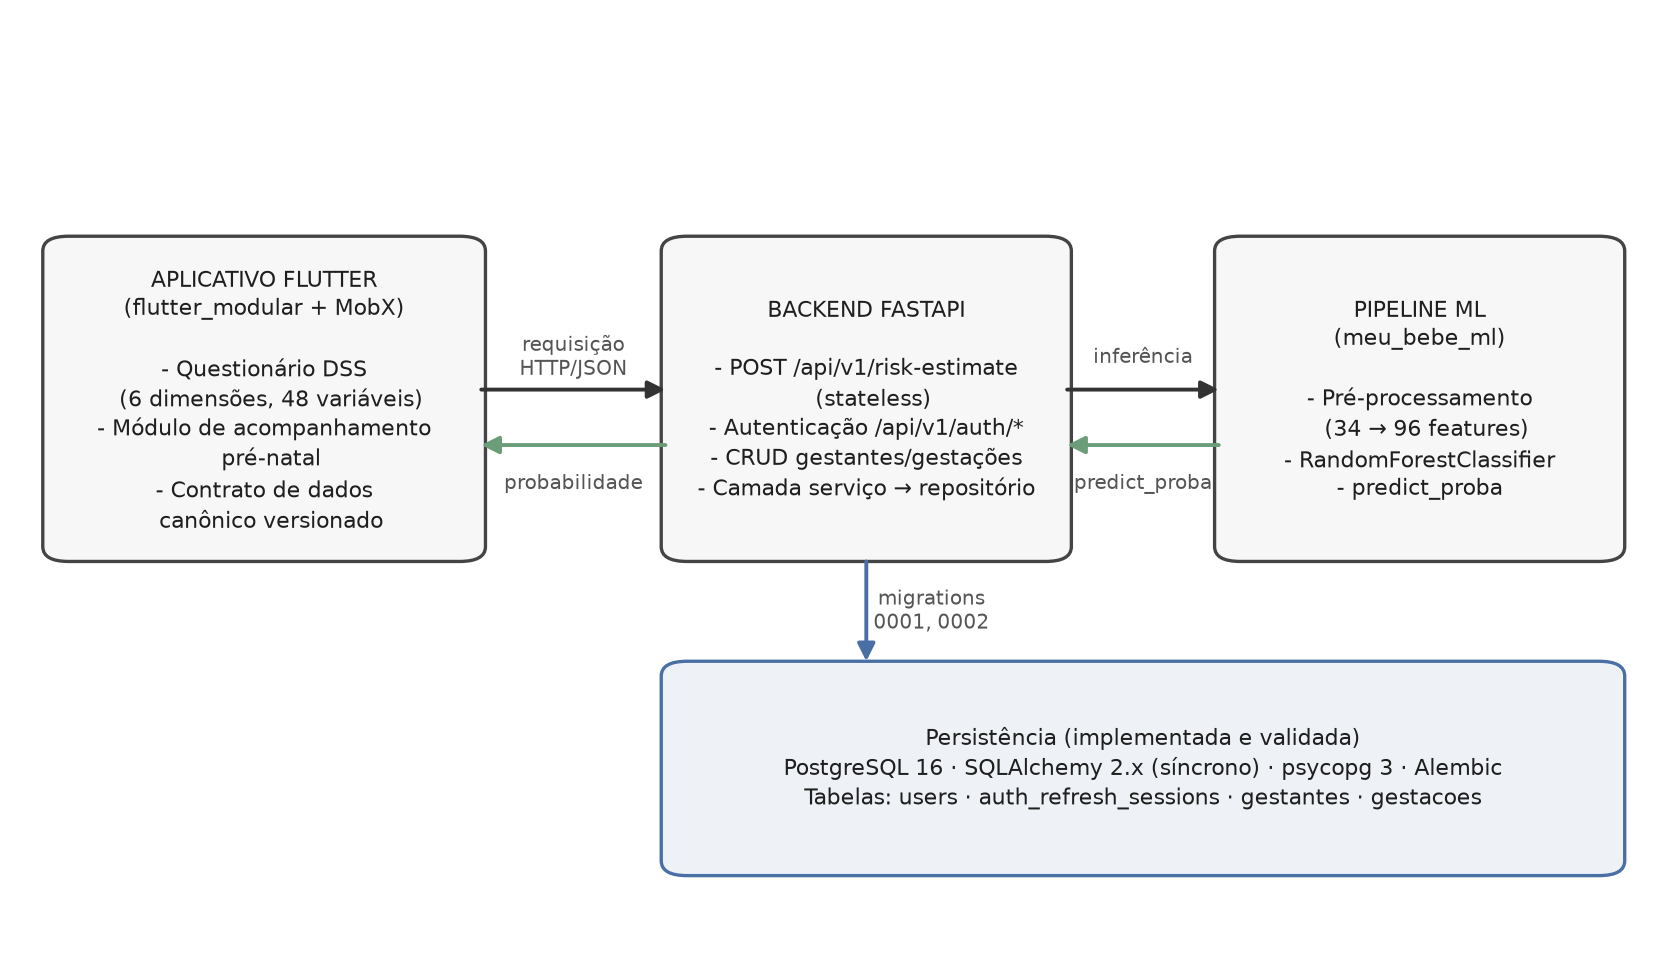 APLICATIVO FLUTTER
(flutter_modular + MobX)
- Questionário DSS
(6 dimensões, 48 variáveis)
- Módulo de acompanhamento
pré-natal
- Contrato de dados
canônico versionado
requisição
HTTP/JSON
probabilidade
BACKEND FASTAPI
- POST /api/v1/risk-estimate
(stateless)
- Autenticação /api/v1/auth/*
- CRUD gestantes/gestações
- Camada serviço → repositório
inferência
predict_proba
PIPELINE ML
(meu_bebe_ml)
- Pré-processamento
(34 → 96 features)
- RandomForestClassifier
- predict_proba
migrations
0001, 0002
Persistência (implementada e validada)
PostgreSQL 16 · SQLAlchemy 2.x (síncrono) · psycopg 3 · Alembic
Tabelas: users · auth_refresh_sessions · gestantes · gestacoes